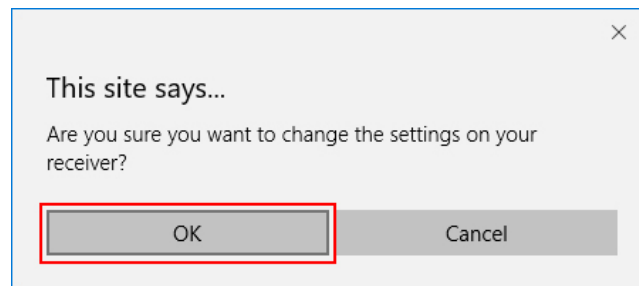 This site says...
Are you sure you want to change the settings on your
receiver?
OK
Cancel